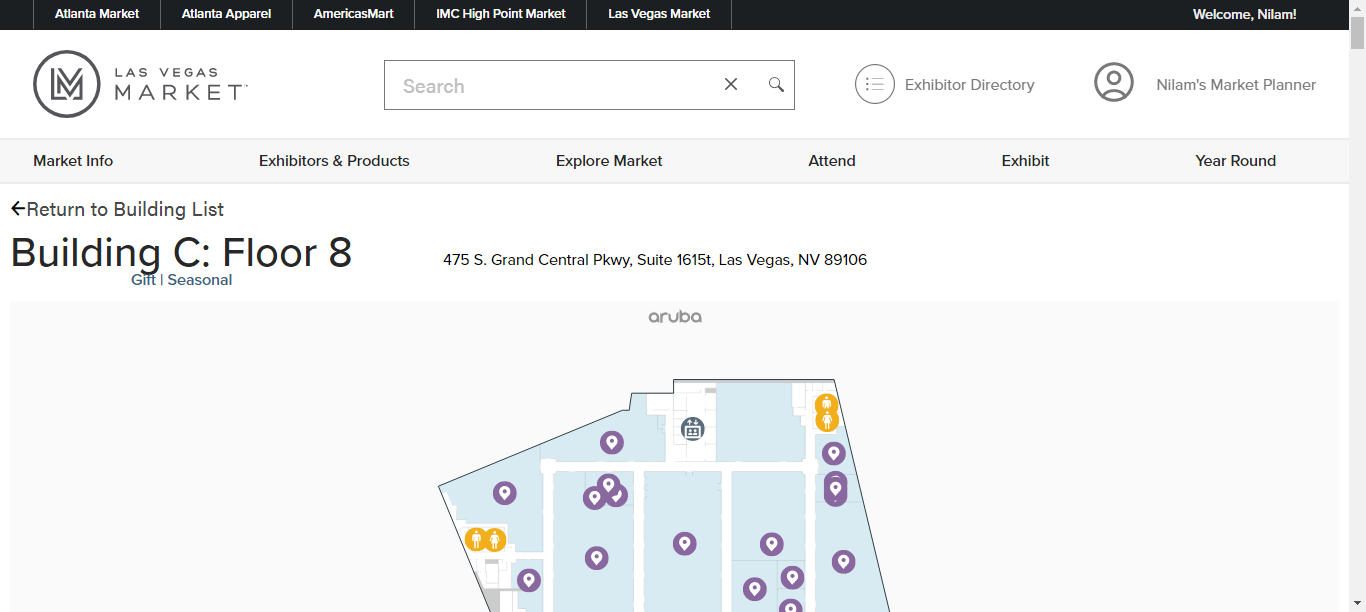 Atlanta Market
Atlanta Apparel
AmericasMart
IMC High Point Market
Las Vegas Market
Welcome, Nilam!
LM
LAS VEGAS
MARKET
Search
Exhibitor Directory
Nilam's Market Planner
Market Info
Exhibitors & Products
Explore Market
Attend
Exhibit
Year Round
Return to Building List
Building C: Floor 8
475 S. Grand Central Pkwy, Suite 1615t, Las Vegas, NV 89106
Gift | Seasonal
aruba